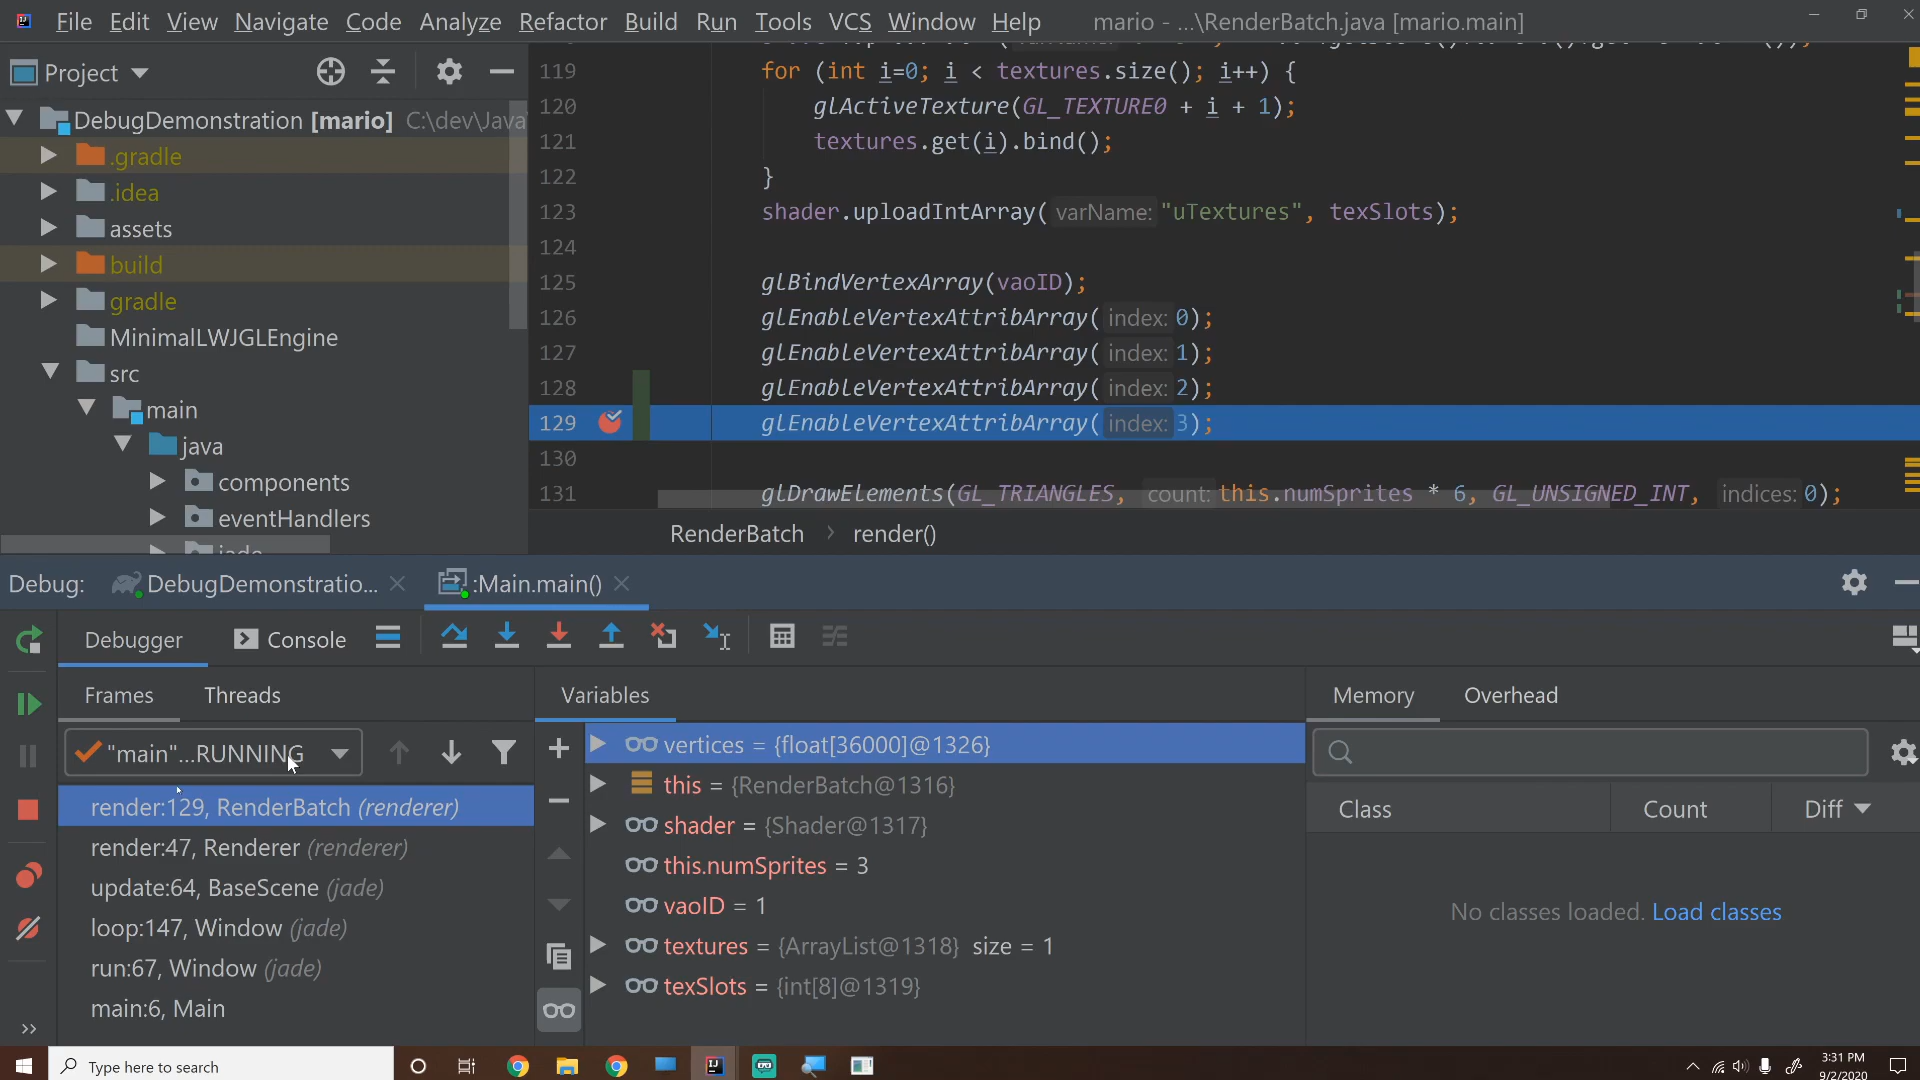 File Edit View Navigate Code Analyze Refactor Build Run Tools VCS Window Help mario - ...\RenderBatch.java [mario.main]
Project
DebugDemonstration [mario] C:\dev\Java
.gradle
.idea
assets
build
gradle
MinimalLWJGLEngine
src
main
java
components
eventHandlers
jade
119 for (int i=0; i < textures.size(); i++) {
120 glActiveTexture(GL_TEXTURE0 + i + 1);
121 textures.get(i).bind();
122 }
123 shader.uploadIntArray( varName: "uTextures", texSlots);
124
125 glBindVertexArray(vaoID);
126 glEnableVertexAttribArray( index: 0);
127 glEnableVertexAttribArray( index: 1);
128 glEnableVertexAttribArray( index: 2);
129 glEnableVertexAttribArray( index: 3);
130
131 glDrawElements(GL_TRIANGLES, count: this.numSprites * 6, GL_UNSIGNED_INT, indices: 0);
RenderBatch › render()
Debug: DebugDemonstratio... :Main.main()
Debugger Console
Frames Threads
"main"...RUNNING
render:129, RenderBatch (renderer)
render:47, Renderer (renderer)
update:64, BaseScene (jade)
loop:147, Window (jade)
run:67, Window (jade)
main:6, Main
Variables
vertices = {float[36000]@1326}
this = {RenderBatch@1316}
shader = {Shader@1317}
this.numSprites = 3
vaoID = 1
textures = {ArrayList@1318} size = 1
texSlots = {int[8]@1319}
Memory Overhead
Class Count Diff
No classes loaded. Load classes
Type here to search
3:31 PM
9/2/2020